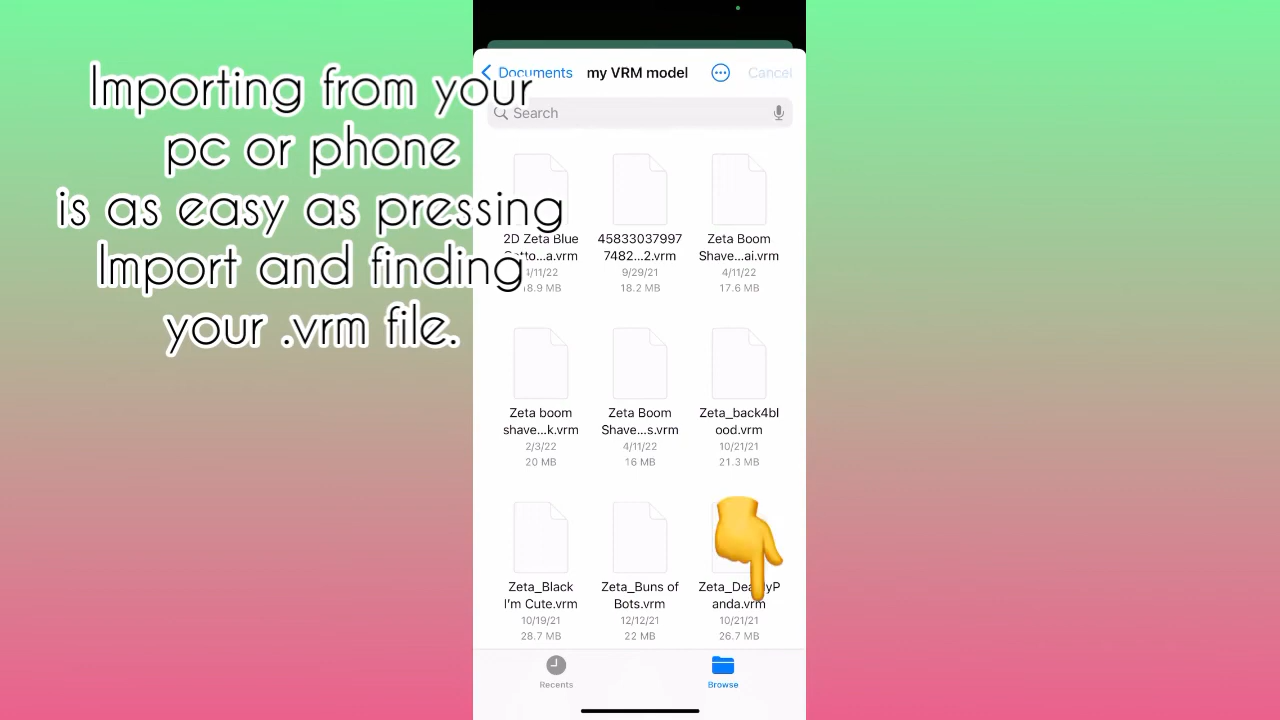 Importing from your
pc or phone
is as easy as pressing
Import and finding
your .vrm file.
Documents my VRM model Cancel
Search
2D Zeta Blue 45833037997 Zeta Boom
...a.vrm 7482...2.vrm Shave...ai.vrm
4/11/22 9/29/21 4/11/22
18.9 MB 18.2 MB 17.6 MB
Zeta boom Zeta Boom Zeta_back4bl
shave...k.vrm Shave...s.vrm ood.vrm
2/3/22 4/11/22 10/21/21
20 MB 16 MB 21.3 MB
Zeta_Black Zeta_Buns of
I'm Cute.vrm Bots.vrm anda.vrm
10/19/21 12/12/21 10/21/21
28.7 MB 22 MB 26.7 MB
Recents Browse